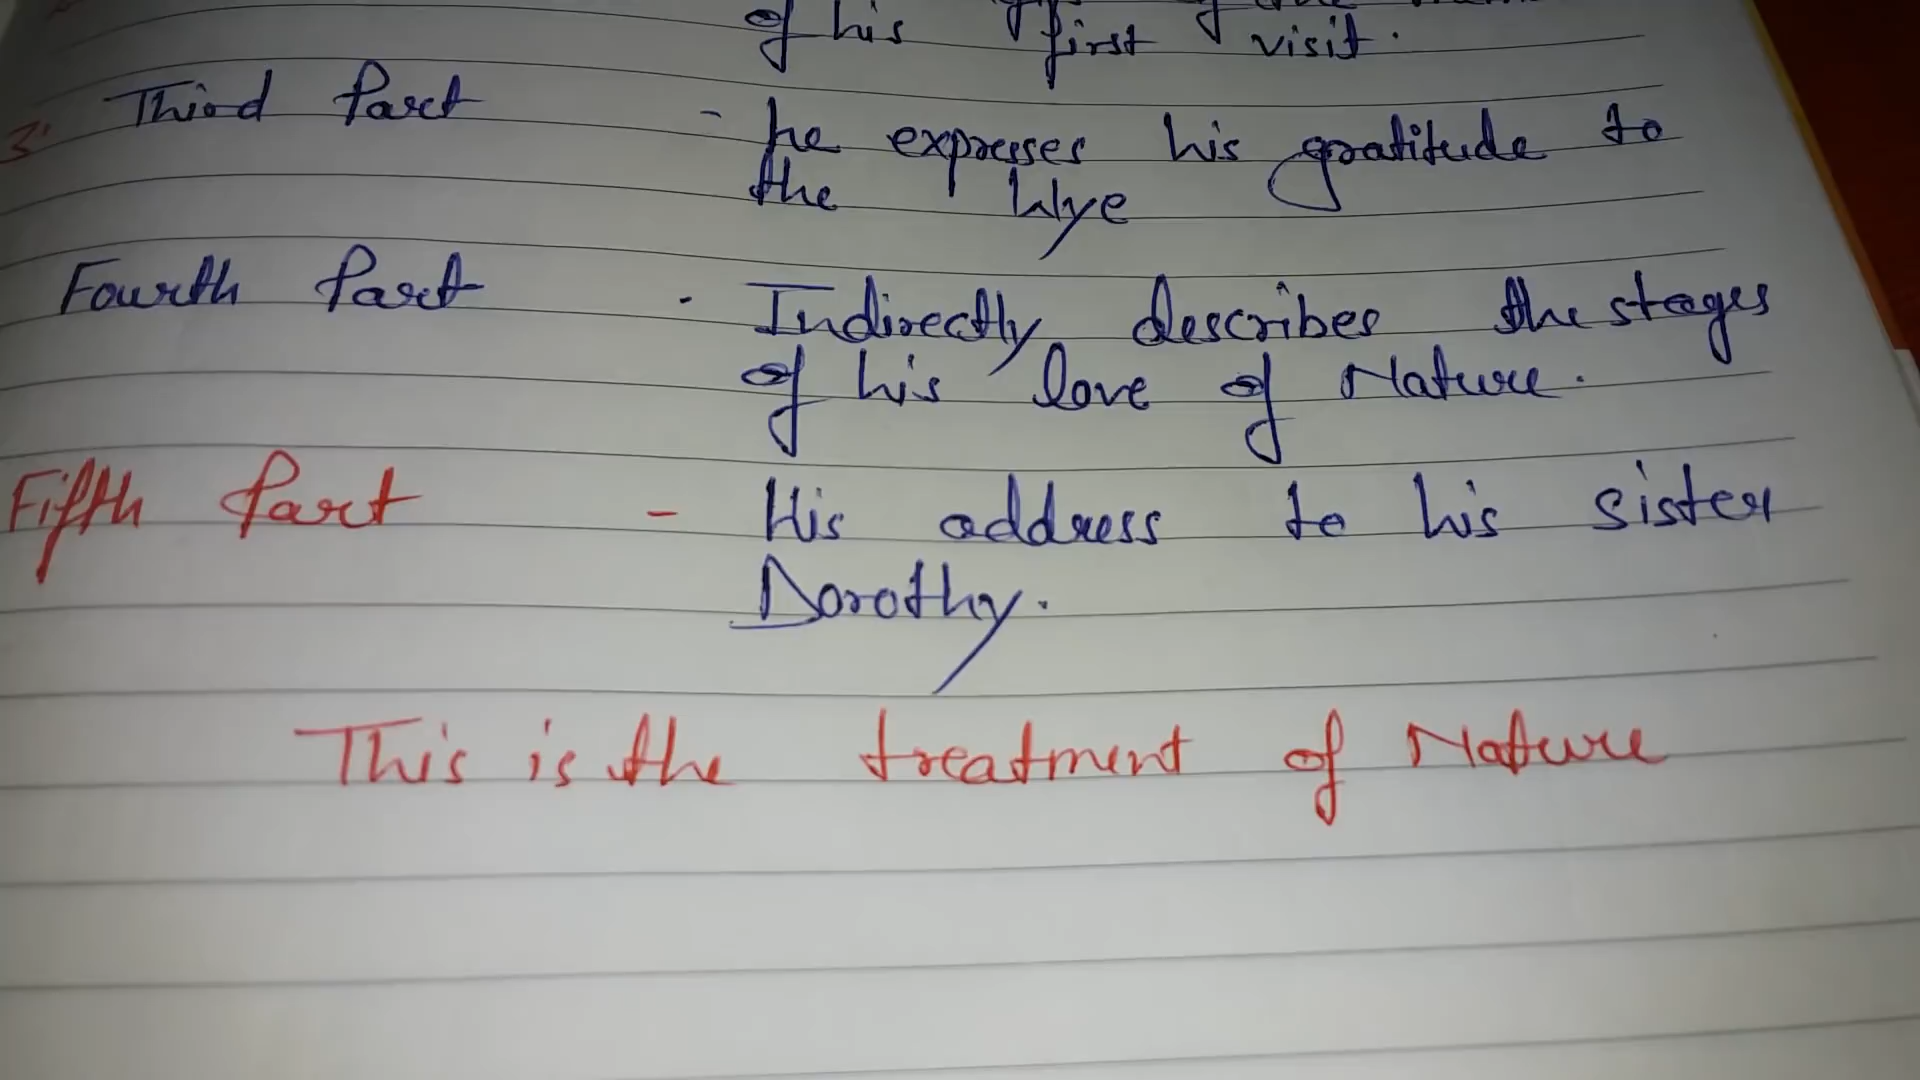 of his first visit.
3. Third Part - he expresses his gratitude to
the Wye
Fourth Part - Indirectly describes the stages
of his love of Nature.
Fifth Part - His address to his sister
Dorothy.
This is the treatment of Nature